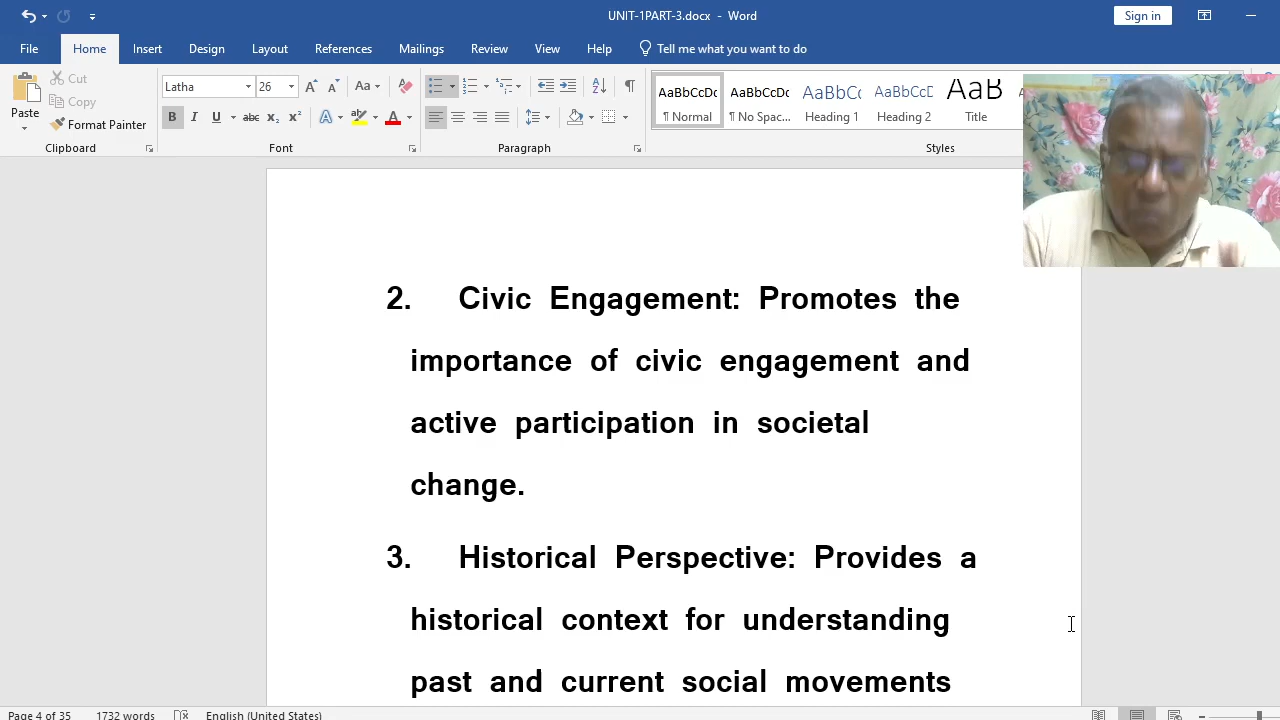 UNIT-1PART-3.docx - Word
Sign in
File Home Insert Design Layout References Mailings Review View Help Tell me what you want to do
Paste
Cut
Copy
Format Painter
Clipboard
Latha 26
Font
Paragraph
AaBbCcDc AaBbCcDc AaBbCc AaBbCcD AaB
¶ Normal ¶ No Spac... Heading 1 Heading 2 Title
Styles
2. Civic Engagement: Promotes the
importance of civic engagement and
active participation in societal
change.
3. Historical Perspective: Provides a
historical context for understanding
past and current social movements
Page 4 of 35 1732 words English (United States)